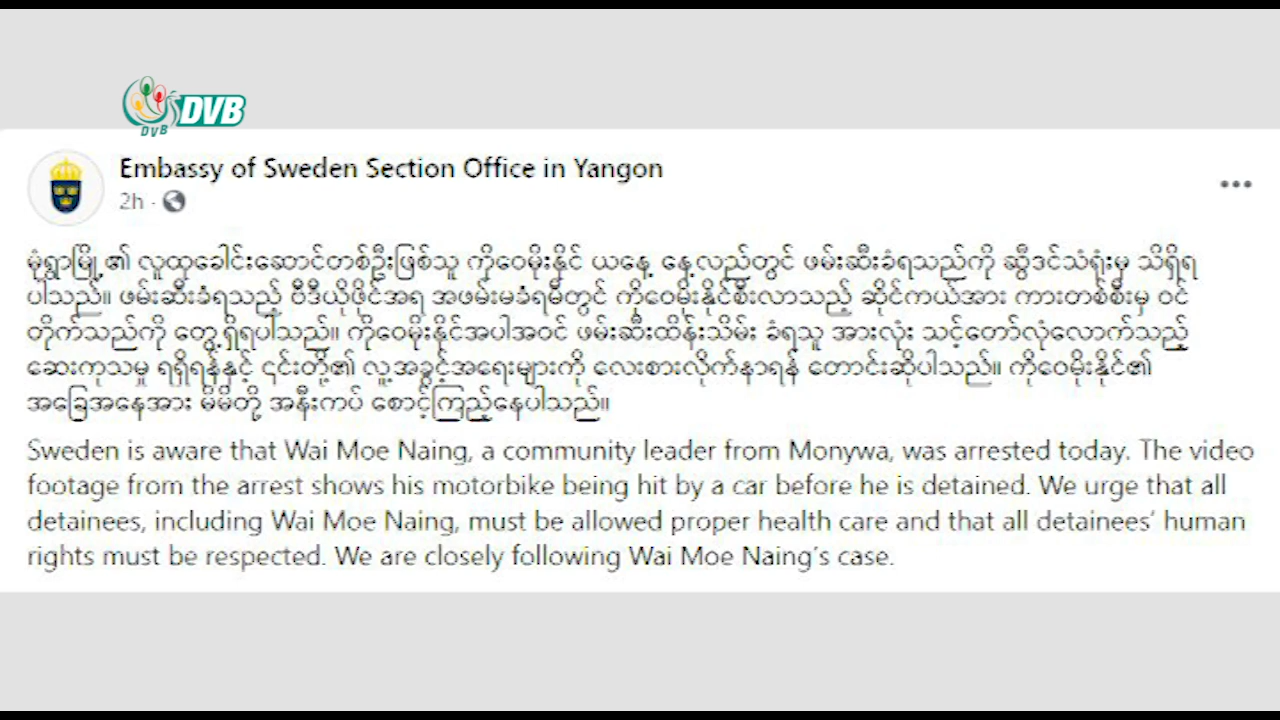 DVB
DVB
Embassy of Sweden Section Office in Yangon
2h ·
မုံရွာမြို့၏ လူထုခေါင်းဆောင်တစ်ဦးဖြစ်သူ ကိုဝေမိုးနိုင် ယနေ့ နေ့လည်တွင် ဖမ်းဆီးခံရသည်ကို ဆွီဒင်သံရုံးမှ သိရှိရ
ပါသည်။ ဖမ်းဆီးခံရသည့် ဗီဒီယိုဖိုင်အရ အဖမ်းမခံရမီတွင် ကိုဝေမိုးနိုင်စီးလာသည့် ဆိုင်ကယ်အား ကားတစ်စီးမှ ဝင်
တိုက်သည်ကို တွေ့ရှိရပါသည်။ ကိုဝေမိုးနိုင်အပါအဝင် ဖမ်းဆီးထိန်းသိမ်း ခံရသူ အားလုံး သင့်တော်လုံလောက်သည့်
ဆေးကုသမှု ရရှိရန်နှင့် ၎င်းတို့၏ လူ့အခွင့်အရေးများကို လေးစားလိုက်နာရန် တောင်းဆိုပါသည်။ ကိုဝေမိုးနိုင်၏
အခြေအနေအား မိမိတို့ အနီးကပ် စောင့်ကြည့်နေပါသည်။
Sweden is aware that Wai Moe Naing, a community leader from Monywa, was arrested today. The video
footage from the arrest shows his motorbike being hit by a car before he is detained. We urge that all
detainees, including Wai Moe Naing, must be allowed proper health care and that all detainees’ human
rights must be respected. We are closely following Wai Moe Naing’s case.